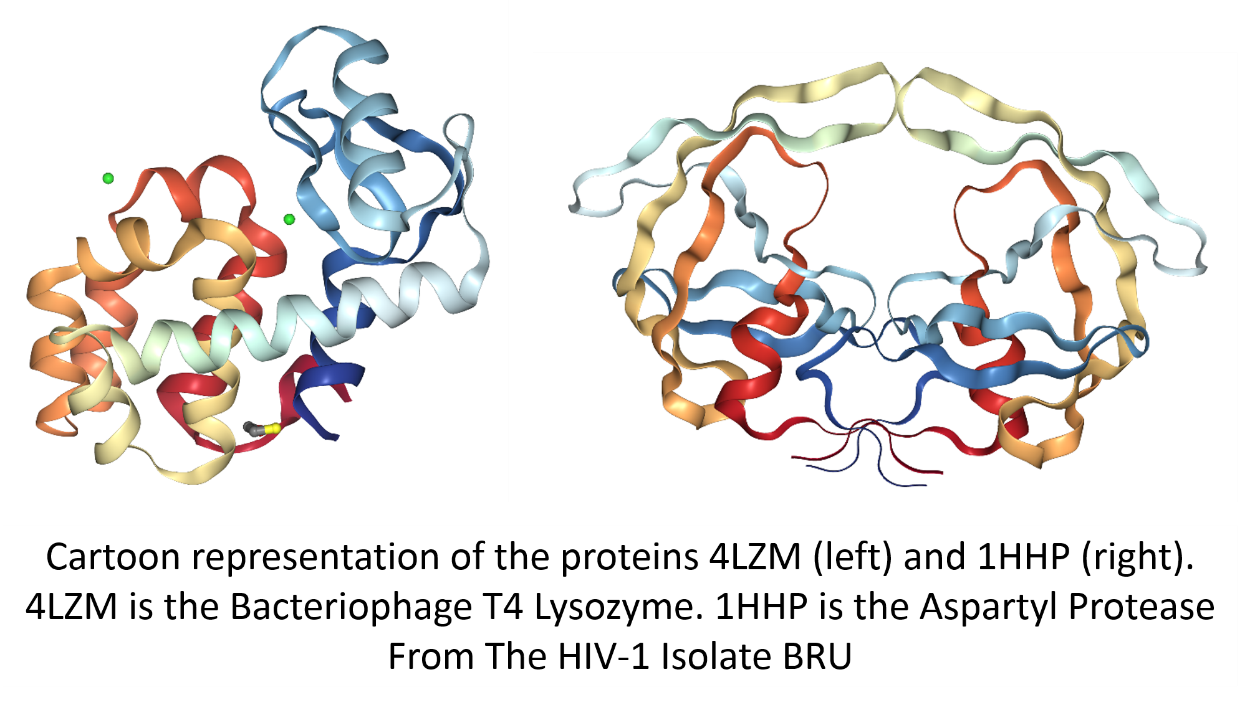 Cartoon representation of the proteins 4LZM (left) and 1HHP (right).
4LZM is the Bacteriophage T4 Lysozyme. 1HHP is the Aspartyl Protease
From The HIV-1 Isolate BRU